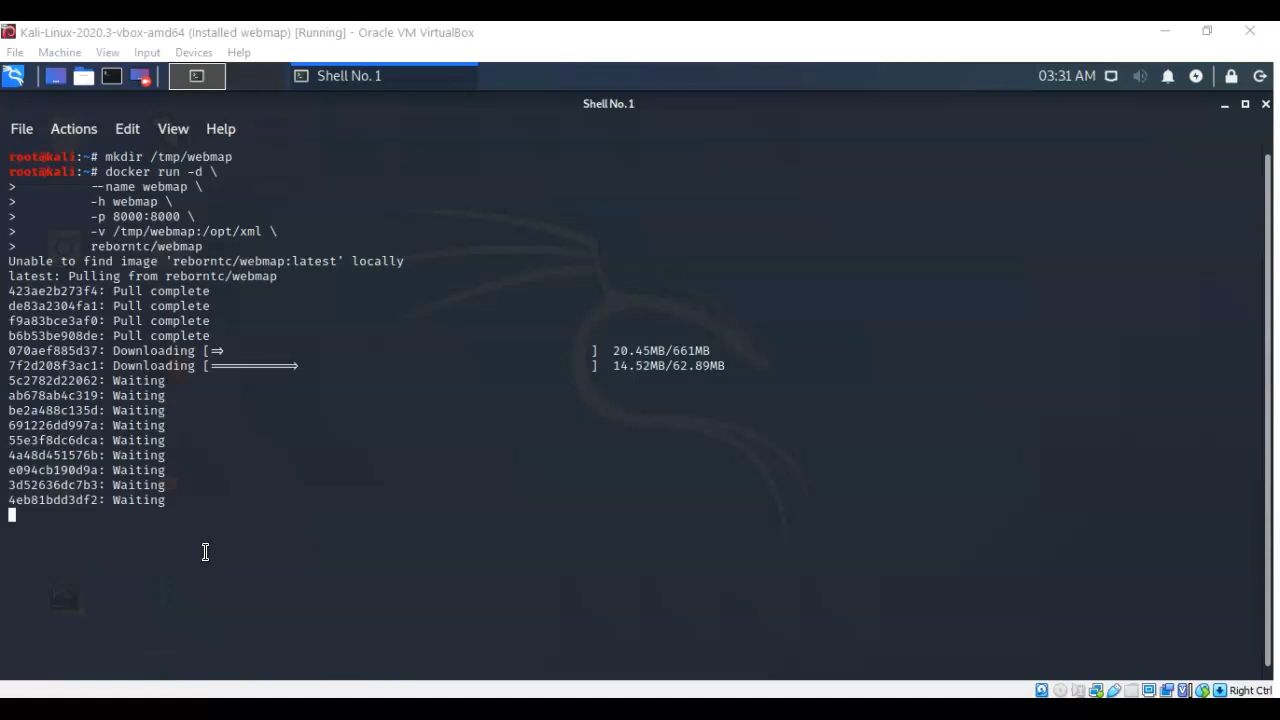 Kali-Linux-2020.3-vbox-amd64 (installed webmap) [Running] - Oracle VM VirtualBox
File Machine View Input Devices Help
Shell No. 1
03:31 AM
Shell No.1
File Actions Edit View Help
root@kali:~# mkdir /tmp/webmap
root@kali:~# docker run -d \
> --name webmap \
> -h webmap \
> -p 8000:8000 \
> -v /tmp/webmap:/opt/xml \
> reborntc/webmap
Unable to find image 'reborntc/webmap:latest' locally
latest: Pulling from reborntc/webmap
423ae2b273f4: Pull complete
de83a2304fa1: Pull complete
f9a83bce3af0: Pull complete
b6b53be908de: Pull complete
070aef885d37: Downloading [=> ] 20.45MB/661MB
7f2d208f3ac1: Downloading [===========> ] 14.52MB/62.89MB
5c2782d22062: Waiting
ab678ab4c319: Waiting
be2a488c135d: Waiting
691226dd997a: Waiting
55e3f8dc6dca: Waiting
4a48d451576b: Waiting
e094cb190d9a: Waiting
3d52636dc7b3: Waiting
4eb81bdd3df2: Waiting
Right Ctrl